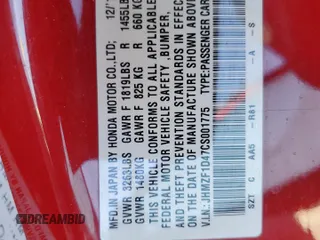 MFD.IN JAPAN BY HONDA MOTOR CO.,LTD. 12/
GVWR 3263LBS GAWR F 1819LBS R 1455LB
GVWR 1480KG GAWR F 825 KG R 660 KG
THIS VEHICLE CONFORMS TO ALL APPLICABLE
FEDERAL MOTOR VEHICLE SAFETY, BUMPER,
THEFT PREVENTION STANDARDS IN EFFECT
ON THE DATE OF MANUFACTURE SHOWN ABOVE
V.I.N.:JHMZF1D47CS001775 TYPE:PASSENGER CAR
SZT C AA5 - R81 - A - S
DREAMBID